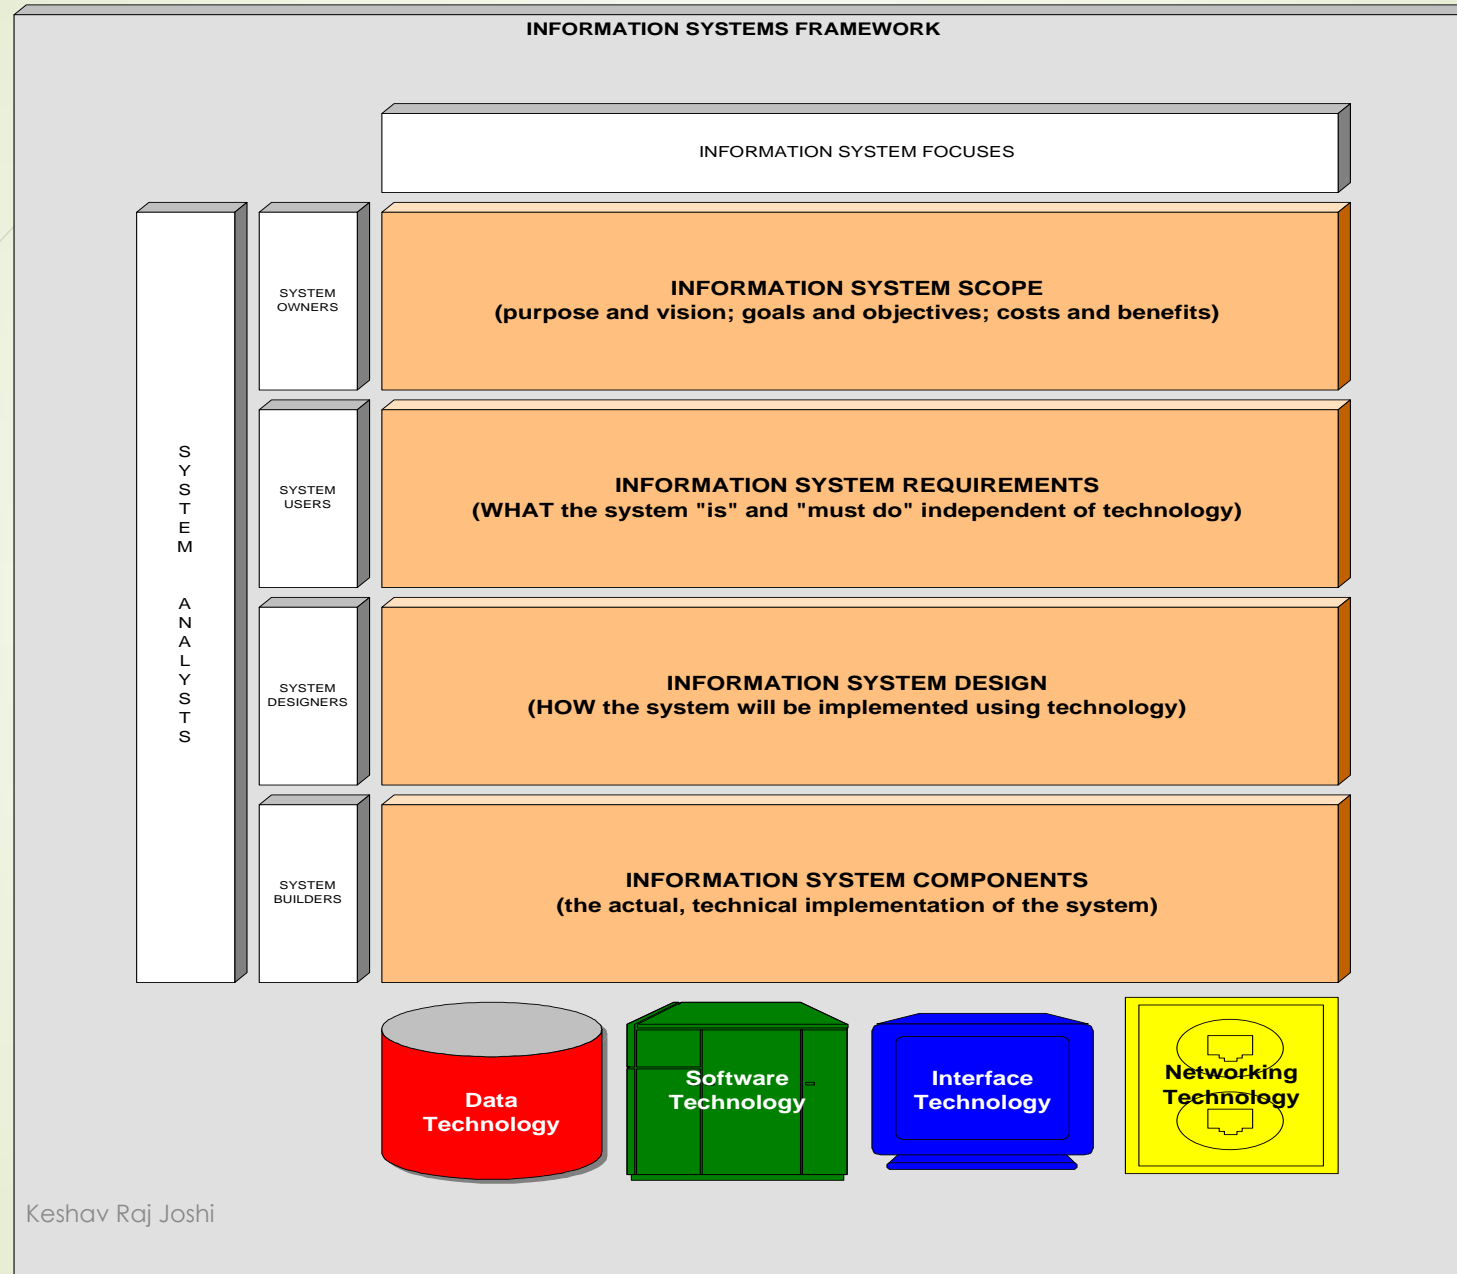 INFORMATION SYSTEMS FRAMEWORK
INFORMATION SYSTEM FOCUSES
SYSTEM ANALYSTS
SYSTEM
OWNERS
INFORMATION SYSTEM SCOPE
(purpose and vision; goals and objectives; costs and benefits)
SYSTEM
USERS
INFORMATION SYSTEM REQUIREMENTS
(WHAT the system "is" and "must do" independent of technology)
SYSTEM
DESIGNERS
INFORMATION SYSTEM DESIGN
(HOW the system will be implemented using technology)
SYSTEM
BUILDERS
INFORMATION SYSTEM COMPONENTS
(the actual, technical implementation of the system)
Data
Technology
Software
Technology
Interface
Technology
Networking
Technology
Keshav Raj Joshi